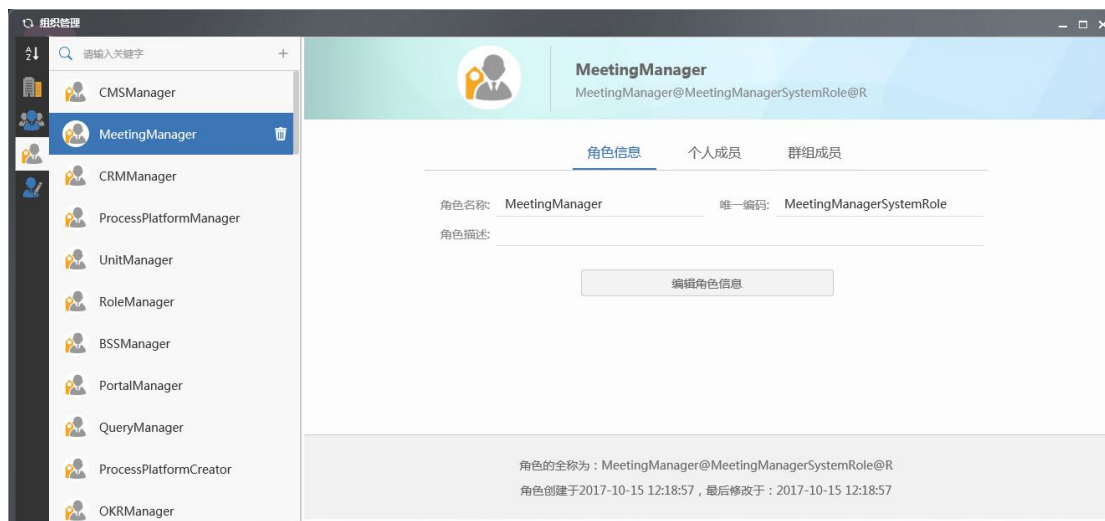 组织管理
请输入关键字
CMSManager
MeetingManager
CRMManager
ProcessPlatformManager
UnitManager
RoleManager
BSSManager
PortalManager
QueryManager
ProcessPlatformCreator
OKRManager
MeetingManager
MeetingManager@MeetingManagerSystemRole@R
角色信息 个人成员 群组成员
角色名称: MeetingManager 唯一编码: MeetingManagerSystemRole
角色描述:
编辑角色信息
角色的全称为：MeetingManager@MeetingManagerSystemRole@R
角色创建于2017-10-15 12:18:57，最后修改于：2017-10-15 12:18:57